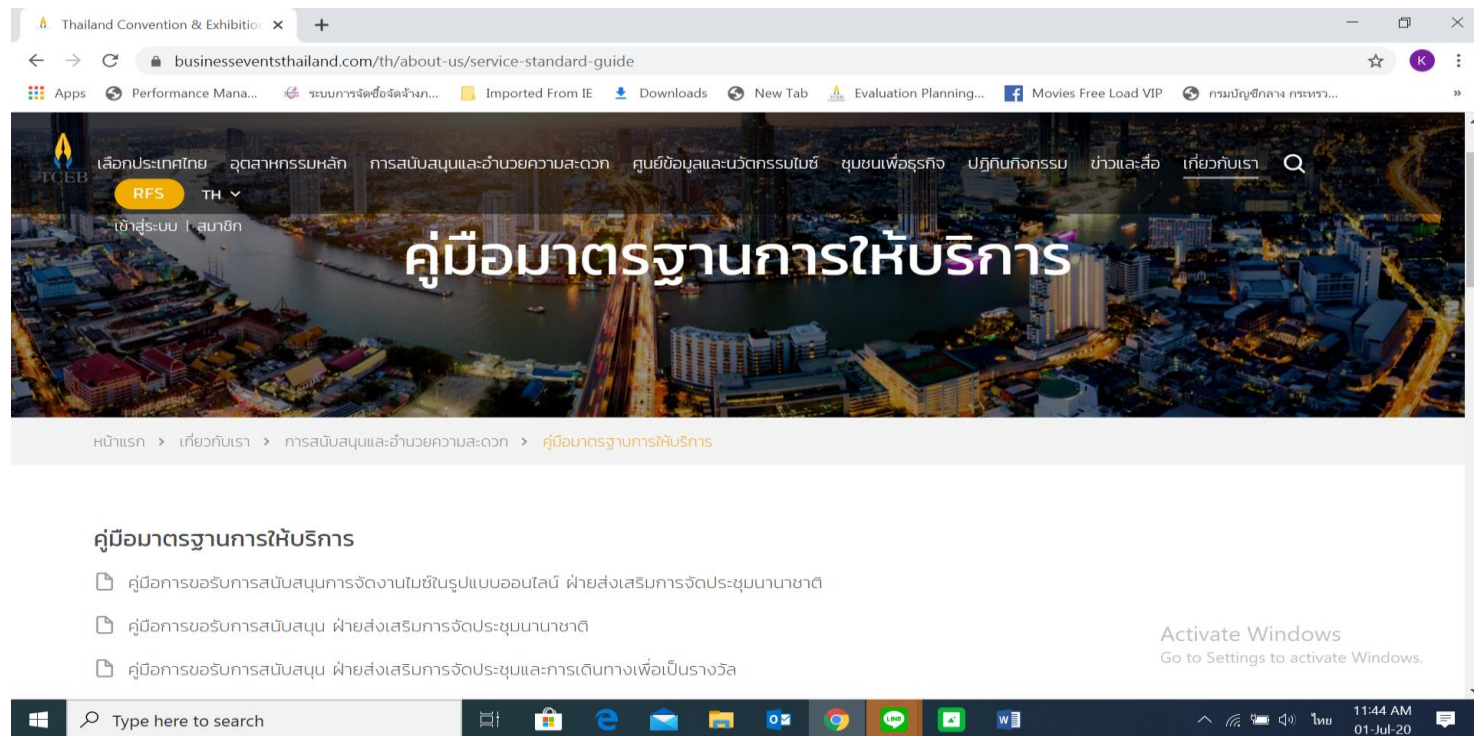 Thailand Convention & Exhibition
businesseventsthailand.com/th/about-us/service-standard-guide
K
Apps Performance Mana... ระบบการจัดซื้อจัดจ้างภ... Imported From IE Downloads New Tab Evaluation Planning... Movies Free Load VIP กรมบัญชีกลาง กระทรว... »
TCEB
เลือกประเทศไทย อุตสาหกรรมหลัก การสนับสนุนและอำนวยความสะดวก ศูนย์ข้อมูลและนวัตกรรมไมซ์ ชุมชนเพื่อธุรกิจ ปฏิทินกิจกรรม ข่าวและสื่อ เกี่ยวกับเรา
RFS TH
เข้าสู่ระบบ | สมาชิก
คู่มือมาตรฐานการให้บริการ
หน้าแรก > เกี่ยวกับเรา > การสนับสนุนและอำนวยความสะดวก > คู่มือมาตรฐานการให้บริการ
คู่มือมาตรฐานการให้บริการ
คู่มือการขอรับการสนับสนุนการจัดงานไมซ์ในรูปแบบออนไลน์ ฝ่ายส่งเสริมการจัดประชุมนานาชาติ
คู่มือการขอรับการสนับสนุน ฝ่ายส่งเสริมการจัดประชุมนานาชาติ
คู่มือการขอรับการสนับสนุน ฝ่ายส่งเสริมการจัดประชุมและการเดินทางเพื่อเป็นรางวัล
Activate Windows
Go to Settings to activate Windows.
Type here to search
LINE
ไทย
11:44 AM
01-Jul-20